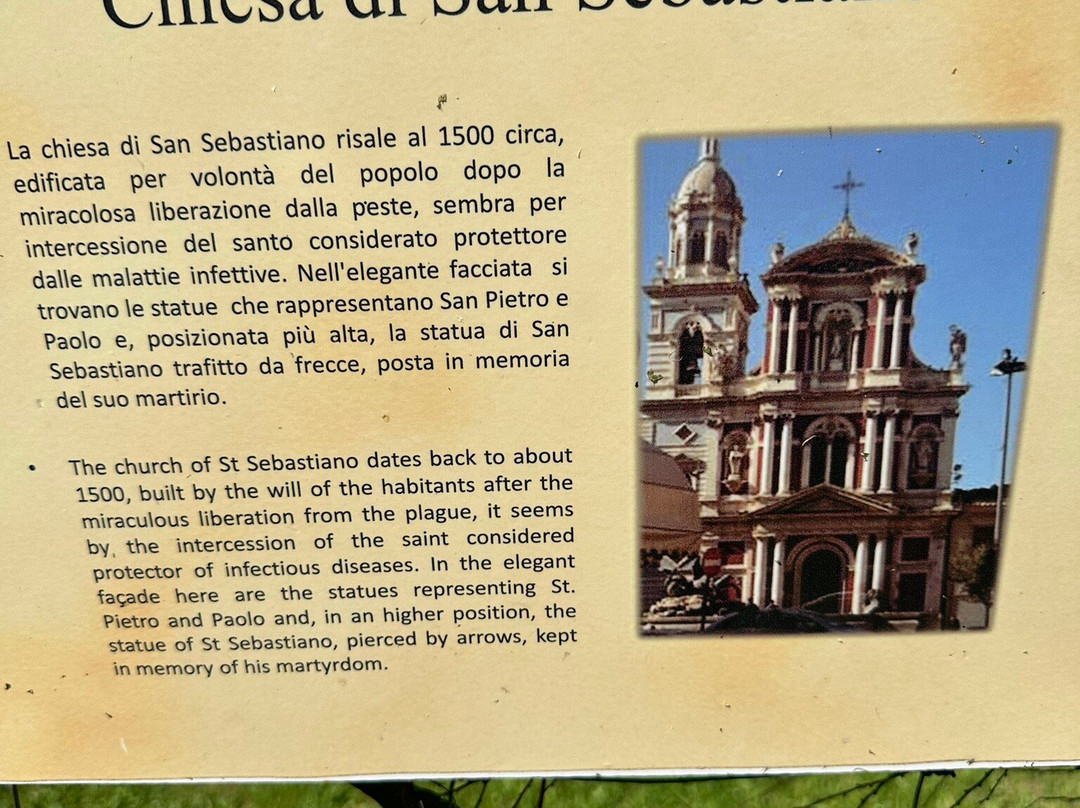 Chiesa di San Sebastiano
La chiesa di San Sebastiano risale al 1500 circa,
edificata per volontà del popolo dopo la
miracolosa liberazione dalla peste, sembra per
intercessione del santo considerato protettore
dalle malattie infettive. Nell'elegante facciata si
trovano le statue che rappresentano San Pietro e
Paolo e, posizionata più alta, la statua di San
Sebastiano trafitto da frecce, posta in memoria
del suo martirio.
• The church of St Sebastiano dates back to about
1500, built by the will of the habitants after the
miraculous liberation from the plague, it seems
by the intercession of the saint considered
protector of infectious diseases. In the elegant
façade here are the statues representing St.
Pietro and Paolo and, in an higher position, the
statue of St Sebastiano, pierced by arrows, kept
in memory of his martyrdom.